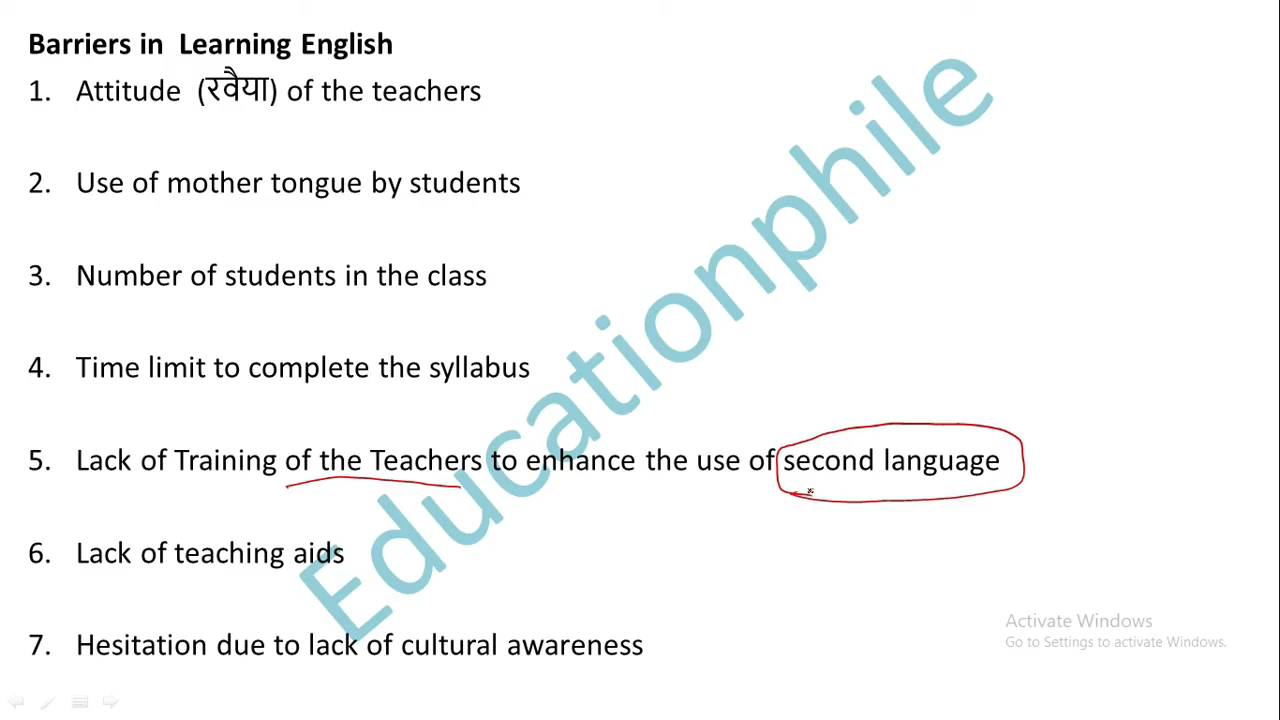 Barriers in Learning English
1. Attitude (रवैया) of the teachers
2. Use of mother tongue by students
3. Number of students in the class
4. Time limit to complete the syllabus
5. Lack of Training of the Teachers to enhance the use of second language
6. Lack of teaching aids
7. Hesitation due to lack of cultural awareness
Educationphile
Activate Windows
Go to Settings to activate Windows.